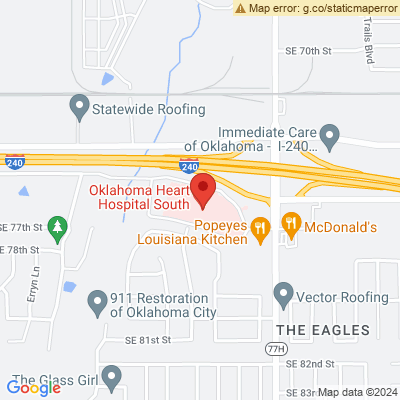 Map error: g.co/staticmaperror
SE 70th St
Trails Blvd
Statewide Roofing
Immediate Care
of Oklahoma - I-240...
240
240
Oklahoma Heart
Hospital South
SE 77th St
SE 78th St
Popeyes
Louisiana Kitchen
McDonald's
Erryn Ln
911 Restoration
of Oklahoma City
Vector Roofing
THE EAGLES
SE 81st St
77H
SE 82nd St
The Glass Girl
SE 83rd
Google
Map data ©2024